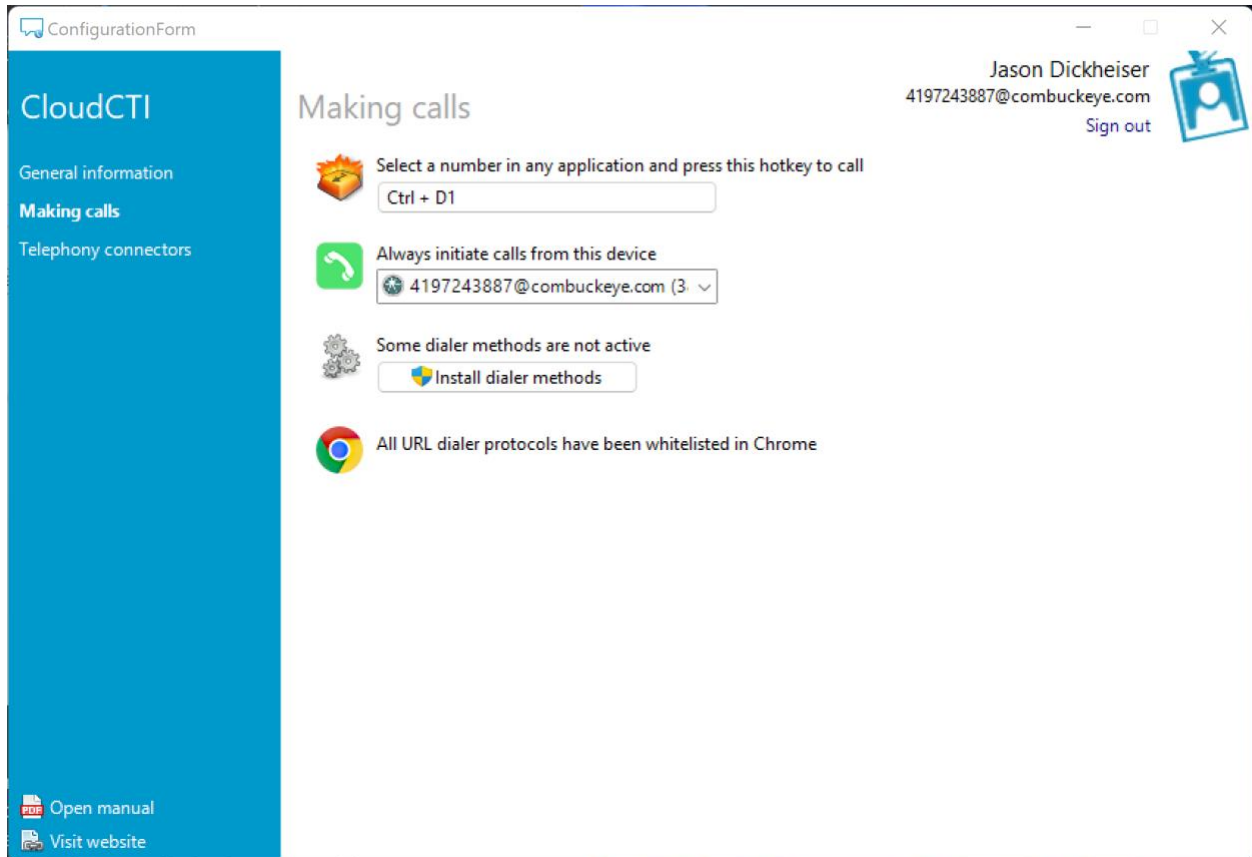 ConfigurationForm
CloudCTI
General information
Making calls
Telephony connectors
Open manual
Visit website
Making calls
Jason Dickheiser
4197243887@combuckeye.com
Sign out
Select a number in any application and press this hotkey to call
Ctrl + D1
Always initiate calls from this device
4197243887@combuckeye.com (3
Some dialer methods are not active
Install dialer methods
All URL dialer protocols have been whitelisted in Chrome